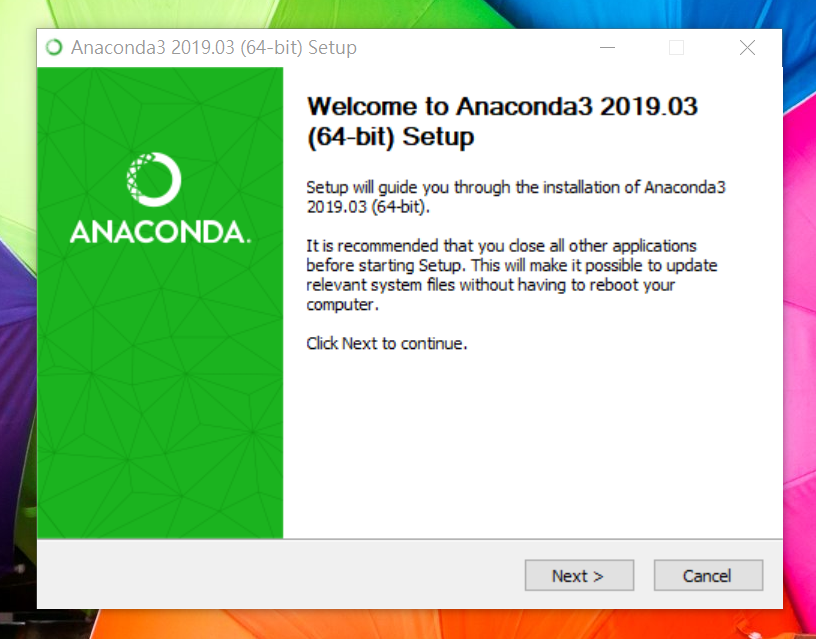 Anaconda3 2019.03 (64-bit) Setup
ANACONDA.
Welcome to Anaconda3 2019.03
(64-bit) Setup
Setup will guide you through the installation of Anaconda3
2019.03 (64-bit).
It is recommended that you close all other applications
before starting Setup. This will make it possible to update
relevant system files without having to reboot your
computer.
Click Next to continue.
Next >
Cancel